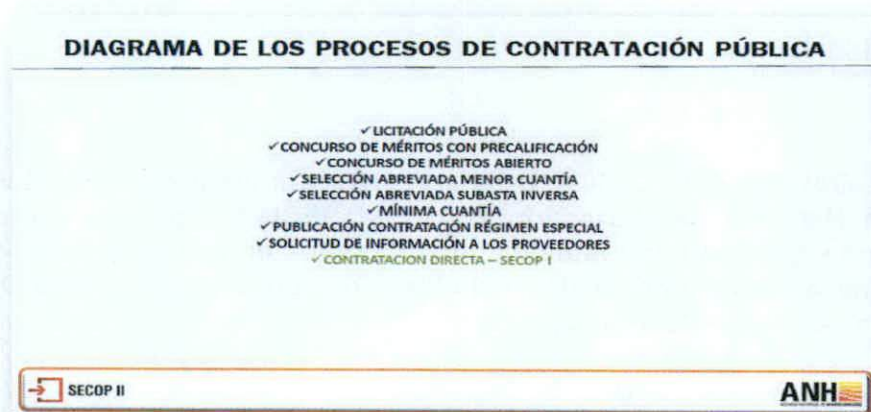 DIAGRAMA DE LOS PROCESOS DE CONTRATACIÓN PÚBLICA
✓LICITACIÓN PÚBLICA
✓CONCURSO DE MÉRITOS CON PRECALIFICACIÓN
✓CONCURSO DE MÉRITOS ABIERTO
✓SELECCIÓN ABREVIADA MENOR CUANTÍA
✓SELECCIÓN ABREVIADA SUBASTA INVERSA
✓MÍNIMA CUANTÍA
✓PUBLICACIÓN CONTRATACIÓN RÉGIMEN ESPECIAL
✓SOLICITUD DE INFORMACIÓN A LOS PROVEEDORES
✓CONTRATACION DIRECTA – SECOP I
SECOP II
ANH